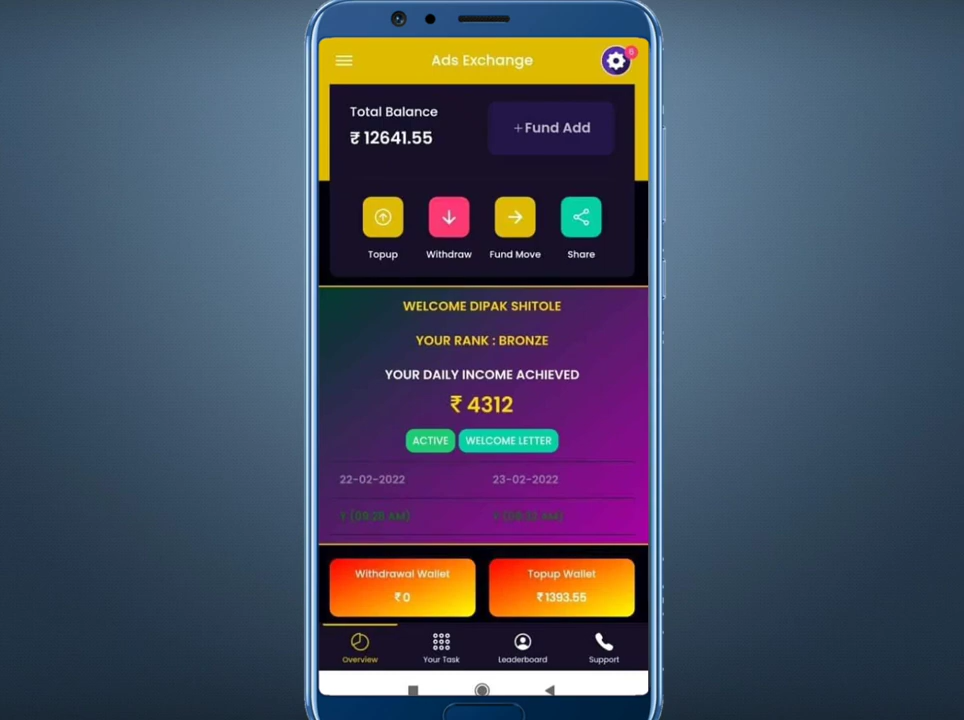 Ads Exchange
6
Total Balance
₹ 12641.55
+Fund Add
Topup
Withdraw
Fund Move
Share
WELCOME DIPAK SHITOLE
YOUR RANK : BRONZE
YOUR DAILY INCOME ACHIEVED
₹ 4312
ACTIVE
WELCOME LETTER
22-02-2022
23-02-2022
Withdrawal Wallet
₹0
Topup Wallet
₹1393.55
Overview
Your Task
Leaderboard
Support